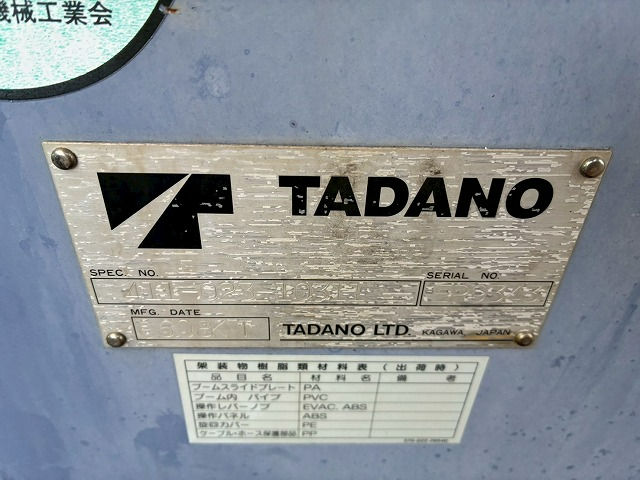 機械工業会
TADANO
SPEC. NO.
SERIAL NO.
MFG. DATE
TADANO LTD. KAGAWA JAPAN
架装物樹脂類材料表（出荷時）
品目名 材料名 備考
ブームスライドプレート PA
ブーム内 パイプ PVC
操作レバーノブ EVAC. ABS
操作パネル ABS
旋回カバー PE
ケーブル・ホース保護部品 PP